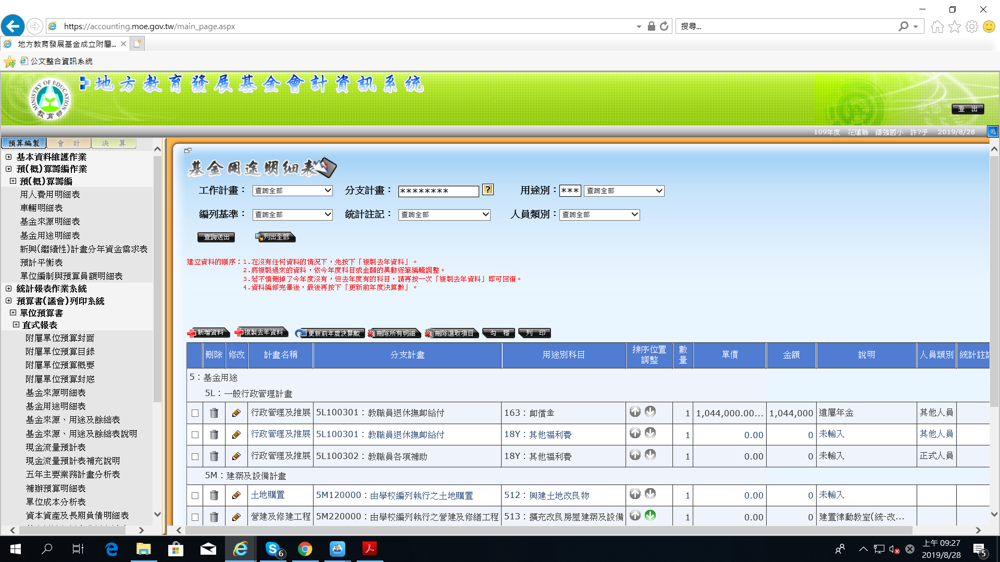 https://accounting.moe.gov.tw/main_page.aspx
搜尋...
地方教育發展基金成立附屬...
公文整合資訊系統
地方教育發展基金會計資訊系統
MINISTRY OF EDUCATION
教育部
登 出
109年度 花蓮縣 鑄強國小 許?予 2019/8/28
預算編製 會 計 決 算
基本資料維護作業
預(概)算籌編作業
預(概)算籌編
用人費用明細表
車輛明細表
基金來源明細表
基金用途明細表
新興(繼續性)計畫分年資金需求表
預計平衡表
單位編制與預算員額明細表
統計報表作業系統
預算書(議會)列印系統
單位預算書
直式報表
附屬單位預算封面
附屬單位預算目錄
附屬單位預算概要
附屬單位預算封底
基金來源明細表
基金用途明細表
基金來源、用途及餘絀表
基金來源、用途及餘絀表說明
現金流量預計表
現金流量預計表補充說明
五年主要業務計畫分析表
補辦預算明細表
單位成本分析表
資本資產及長期負債明細表
基金用途明細表
工作計畫： 查詢全部 分支計畫： ******** ? 用途別： *** 查詢全部
編列基準： 查詢全部 統計註記： 查詢全部 人員類別： 查詢全部
查詢送出 列出全部
建立資料的順序：1.在沒有任何資料的情況下，先按下「複製去年資料」。
2.將複製過來的資料，依今年度科目或金額的異動逐筆編輯調整。
3.若不慎刪掉了今年度沒有，但去年度有的科目，請再按一次「複製去年資料」即可回復。
4.資料編修完畢後，最後再按下「更新前年度決算數」。
新增資料 複製去年資料 更新前年度決算數 刪除所有明細 刪除選取項目 勾 稽 列 印
刪除 修改 計畫名稱 分支計畫 用途別科目 排序位置調整 數量 單價 金額 說明 人員類別 統計註
5：基金用途
5L：一般行政管理計畫
行政管理及推展 5L100301：教職員退休撫卹給付 163：卹償金 1 1,044,000.00... 1,044,000 遺屬年金 其他人員
行政管理及推展 5L100301：教職員退休撫卹給付 18Y：其他福利費 1 0.00 0 未輸入 其他人員
行政管理及推展 5L100302：教職員各項補助 18Y：其他福利費 1 0.00 0 未輸入 正式人員
5M：建築及設備計畫
土地購置 5M120000：由學校編列執行之土地購置 512：興建土地改良物 1 0.00 0 未輸入
營建及修建工程 5M220000：由學校編列執行之營建及修繕工程 513：擴充改良房屋建築及設備 1 0.00 0 建置律動教室(統-改...
6
上午 09:27
2019/8/28
5